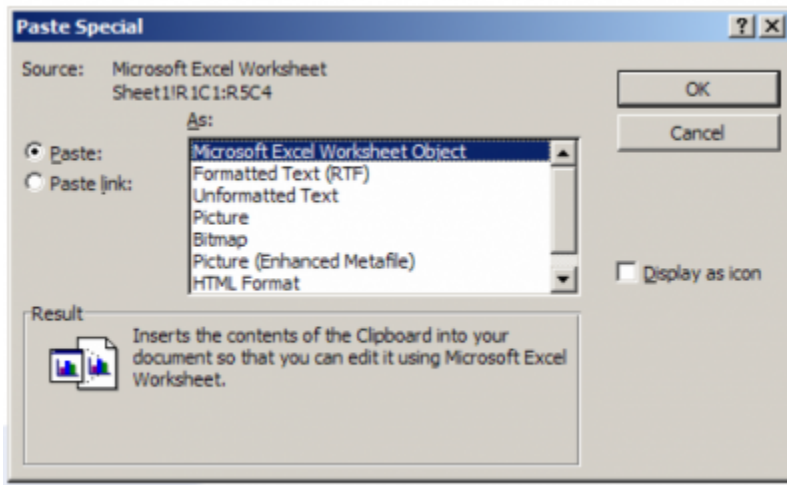 Paste Special
Source: Microsoft Excel Worksheet
Sheet1!R1C1:R5C4
As:
Paste:
Paste link:
Microsoft Excel Worksheet Object
Formatted Text (RTF)
Unformatted Text
Picture
Bitmap
Picture (Enhanced Metafile)
HTML Format
OK
Cancel
Display as icon
Result
Inserts the contents of the Clipboard into your
document so that you can edit it using Microsoft Excel
Worksheet.